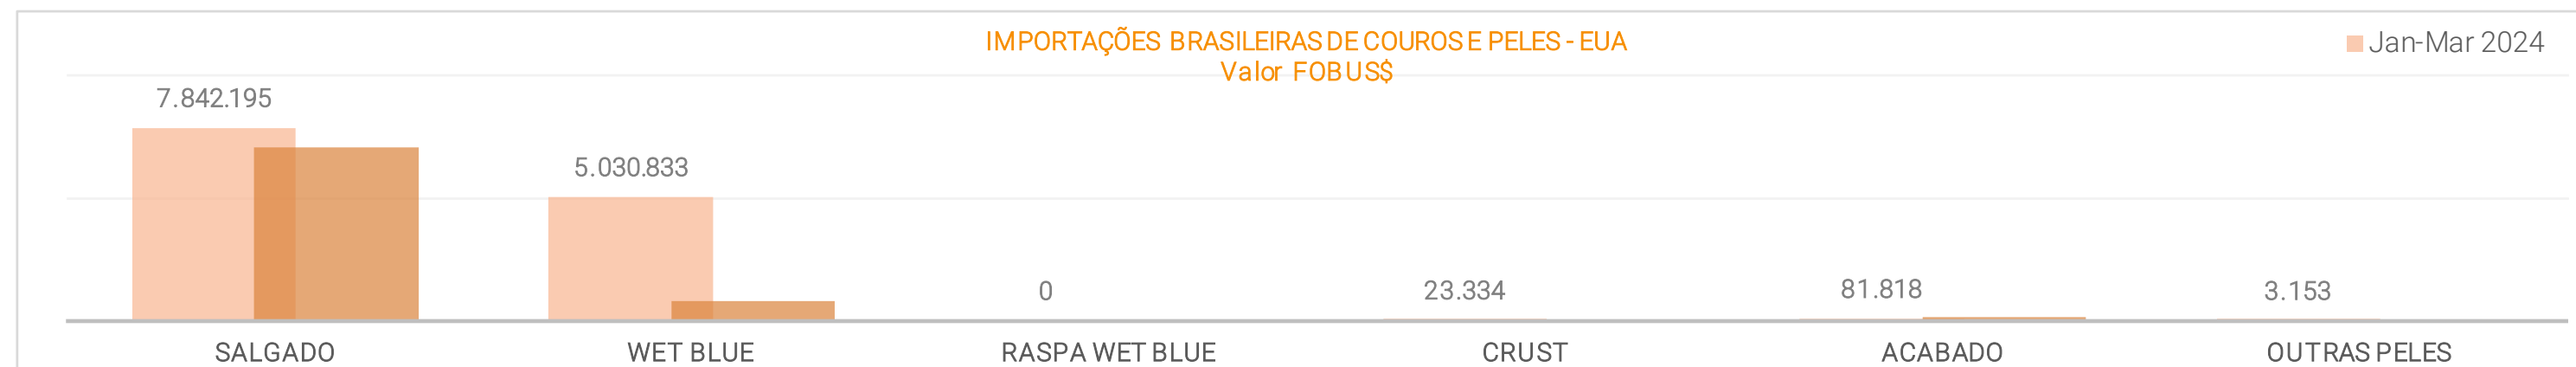 IMPORTAÇÕES BRASILEIRAS DE COUROS E PELES - EUA
Valor FOB US$
Jan-Mar 2024
7.842.195
5.030.833
0
23.334
81.818
3.153
SALGADO
WET BLUE
RASPA WET BLUE
CRUST
ACABADO
OUTRAS PELES